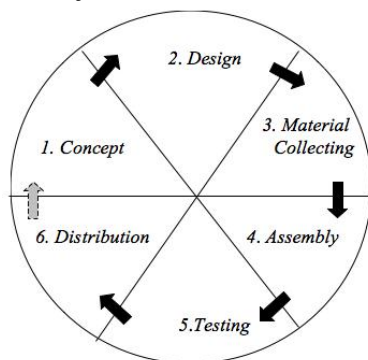 2. Design
1. Concept
3. Material
Collecting
6. Distribution
4. Assembly
5.Testing